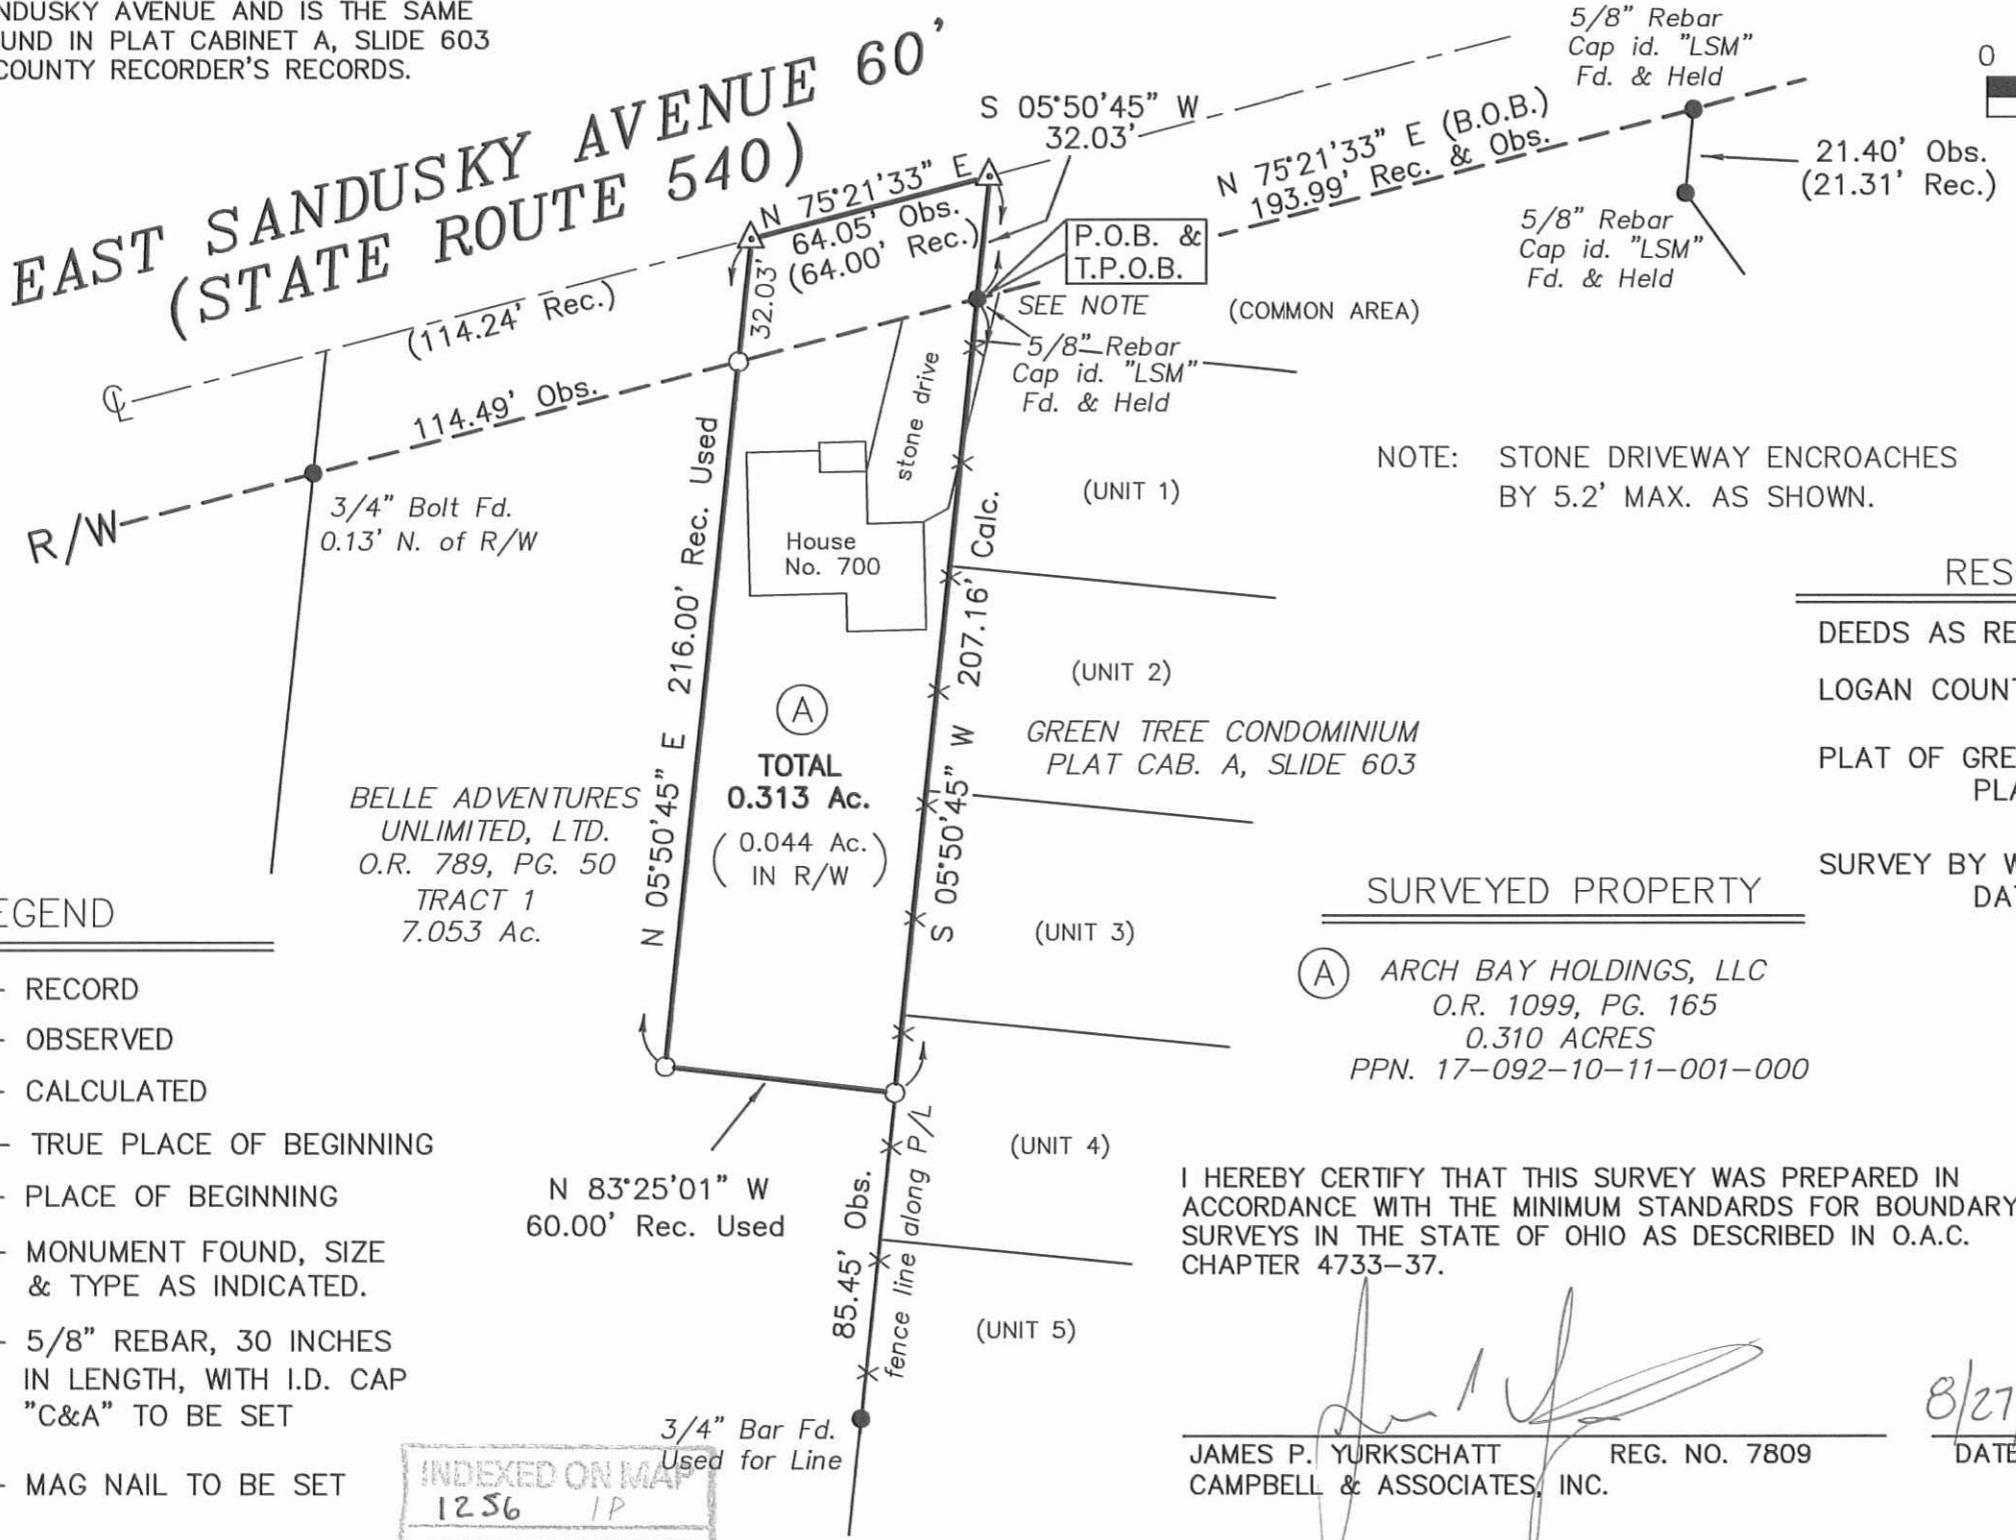 NDUSKY AVENUE AND IS THE SAME
UND IN PLAT CABINET A, SLIDE 603
COUNTY RECORDER'S RECORDS.
EAST SANDUSKY AVENUE 60'
(STATE ROUTE 540)
S 05°50'45" W
32.03'
N 75°21'33" E
64.05' Obs.
(64.00' Rec.)
32.03'
N 75°21'33" E (B.O.B.)
193.99' Rec. & Obs.
5/8" Rebar
Cap id. "LSM"
Fd. & Held
0
21.40' Obs.
(21.31' Rec.)
5/8" Rebar
Cap id. "LSM"
Fd. & Held
P.O.B. &
T.P.O.B.
SEE NOTE
(COMMON AREA)
5/8" Rebar
Cap id. "LSM"
Fd. & Held
(114.24' Rec.)
114.49' Obs.
℄
R/W
3/4" Bolt Fd.
0.13' N. of R/W
stone drive
House
No. 700
N 05°50'45" E 216.00' Rec. Used
S 05°50'45" W 207.16' Calc.
(UNIT 1)
NOTE: STONE DRIVEWAY ENCROACHES
BY 5.2' MAX. AS SHOWN.
(UNIT 2)
GREEN TREE CONDOMINIUM
PLAT CAB. A, SLIDE 603
A
TOTAL
0.313 Ac.
(0.044 Ac.
IN R/W)
BELLE ADVENTURES
UNLIMITED, LTD.
O.R. 789, PG. 50
TRACT 1
7.053 Ac.
RES
DEEDS AS RE
LOGAN COUNT
PLAT OF GREE
PLA
SURVEY BY W
DA
(UNIT 3)
SURVEYED PROPERTY
A ARCH BAY HOLDINGS, LLC
O.R. 1099, PG. 165
0.310 ACRES
PPN. 17-092-10-11-001-000
EGEND
- RECORD
- OBSERVED
- CALCULATED
- TRUE PLACE OF BEGINNING
- PLACE OF BEGINNING
- MONUMENT FOUND, SIZE
& TYPE AS INDICATED.
- 5/8" REBAR, 30 INCHES
IN LENGTH, WITH I.D. CAP
"C&A" TO BE SET
- MAG NAIL TO BE SET
N 83°25'01" W
60.00' Rec. Used
(UNIT 4)
85.45' Obs.
fence line along P/L
(UNIT 5)
3/4" Bar Fd.
Used for Line
INDEXED ON MAP
1256 1P
I HEREBY CERTIFY THAT THIS SURVEY WAS PREPARED IN
ACCORDANCE WITH THE MINIMUM STANDARDS FOR BOUNDARY
SURVEYS IN THE STATE OF OHIO AS DESCRIBED IN O.A.C.
CHAPTER 4733-37.
8/27
JAMES P. YURKSCHATT REG. NO. 7809
DATE
CAMPBELL & ASSOCIATES, INC.